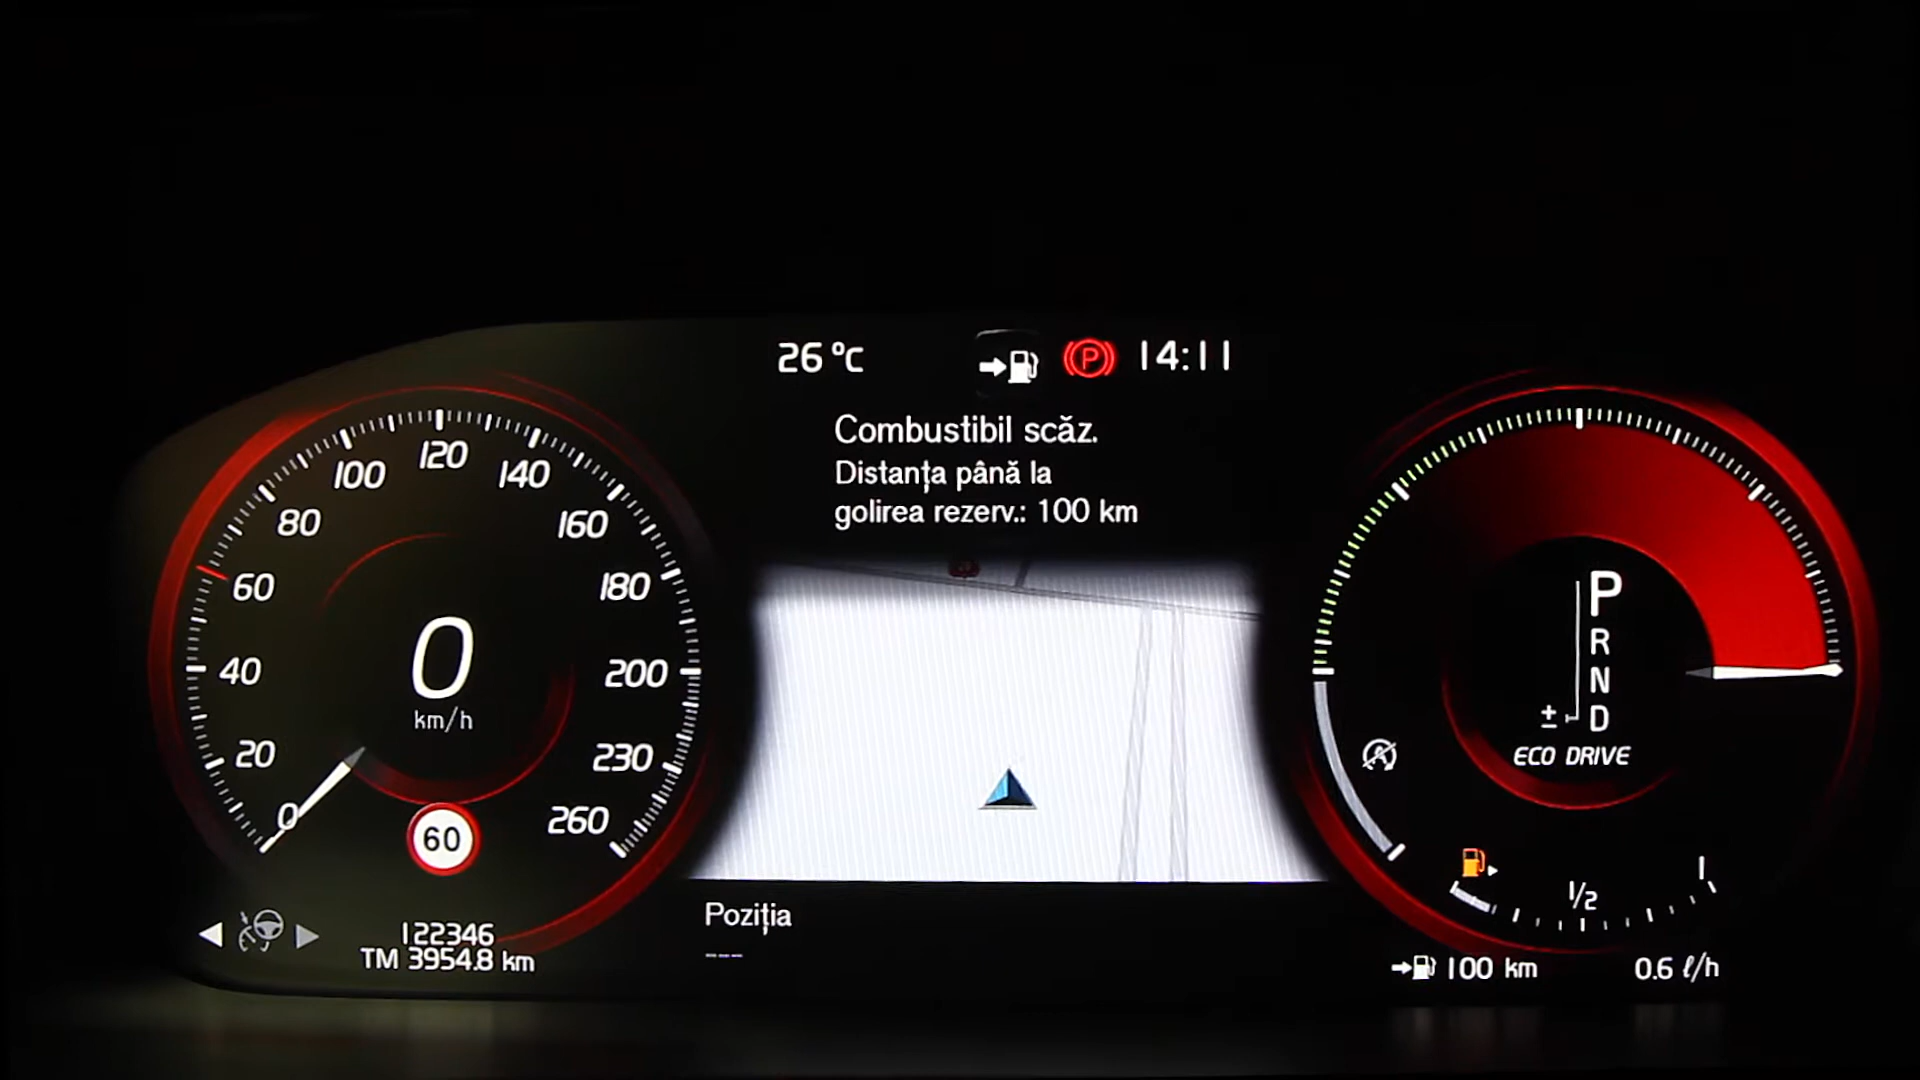 26 °C
P
14:11
Combustibil scăz.
Distanța până la
golirea rezerv.: 100 km
0
20
40
60
80
100
120
140
160
180
200
230
260
0
km/h
60
122346
TM 3954.8 km
Poziția
---
P
R
N
± D
ECO DRIVE
A
1/2
1
100 km
0.6 ℓ/h